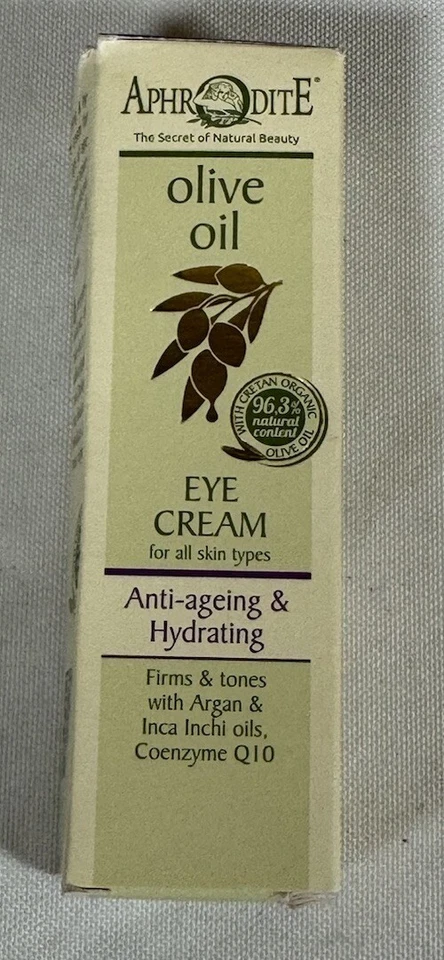 APHRODITE®
The Secret of Natural Beauty
olive
oil
WITH CRETAN ORGANIC
96.3%
natural
content
OLIVE OIL
EYE
CREAM
for all skin types
Anti-ageing &
Hydrating
Firms & tones
with Argan &
Inca Inchi oils,
Coenzyme Q10